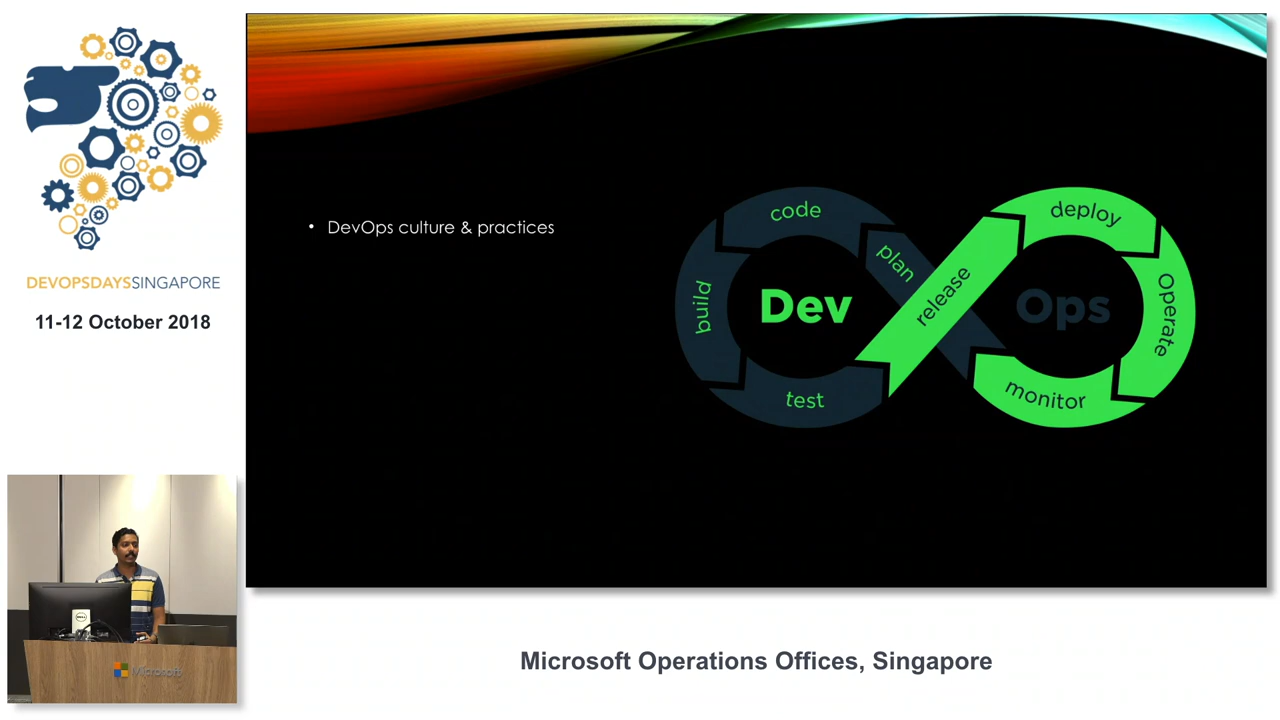 DEVOPSDAYSSINGAPORE
11-12 October 2018
• DevOps culture & practices
code
plan
build
test
Dev
release
Ops
deploy
Operate
monitor
Microsoft
Microsoft Operations Offices, Singapore